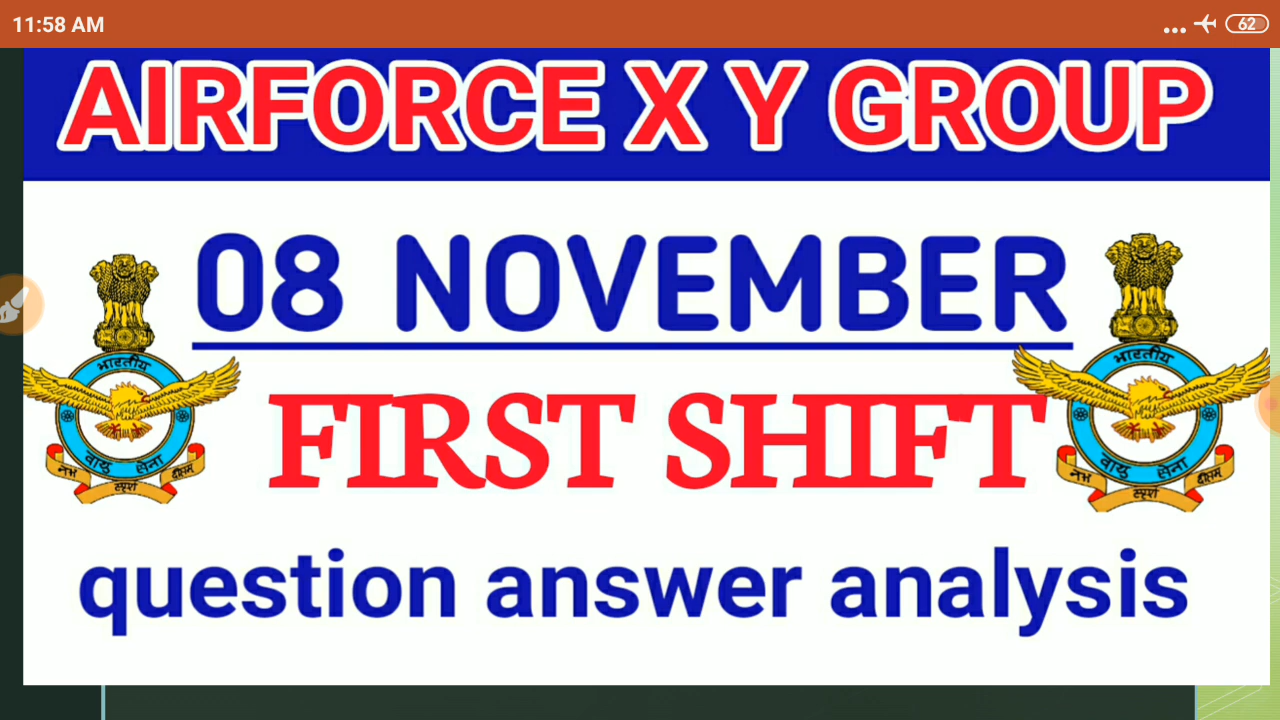 11:58 AM
62
AIRFORCE X Y GROUP
08 NOVEMBER
FIRST SHIFT
question answer analysis
भारतीय
वायु सेना
नभः स्पृशं दीप्तम्
भारतीय
वायु सेना
नभः स्पृशं दीप्तम्